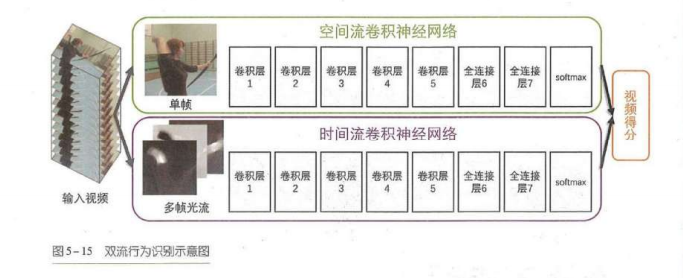 空间流卷积神经网络
卷积层
1
卷积层
2
卷积层
3
卷积层
4
卷积层
5
全连接
层6
全连接
层7
softmax
单帧
时间流卷积神经网络
卷积层
1
卷积层
2
卷积层
3
卷积层
4
卷积层
5
全连接
层6
全连接
层7
softmax
多帧光流
输入视频
视频得分
图5-15 双流行为识别示意图